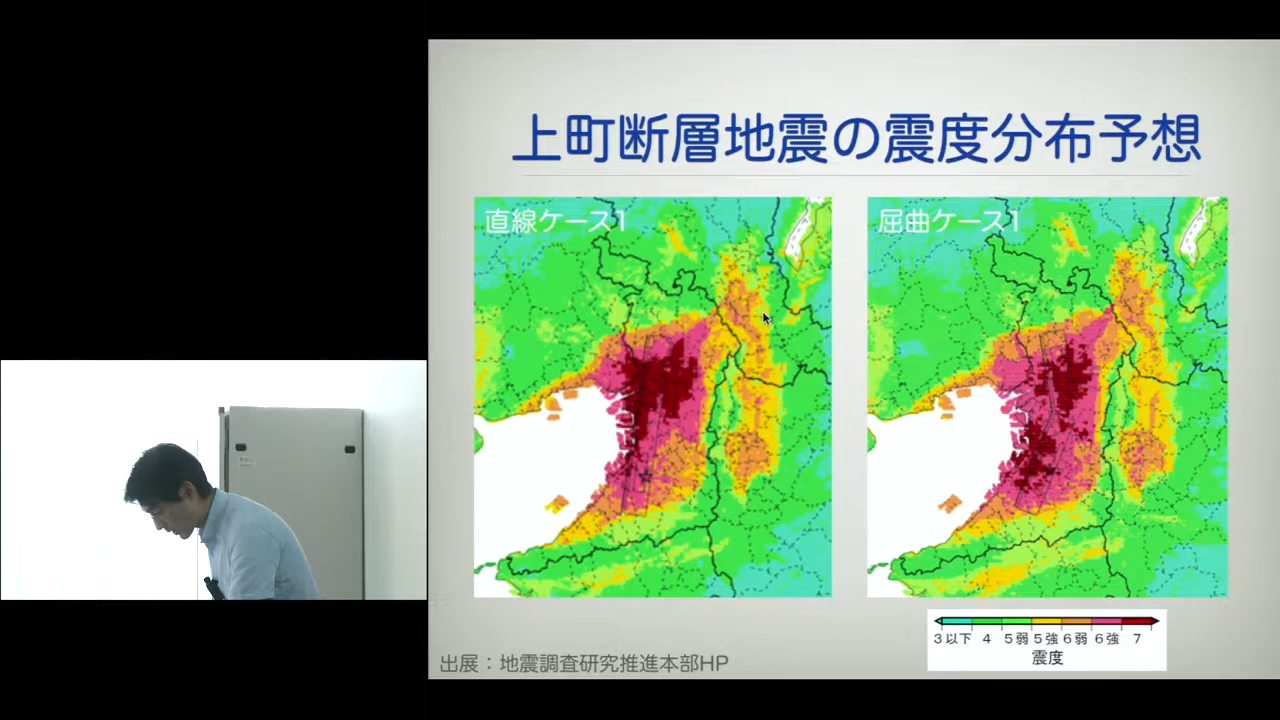 上町断層地震の震度分布予想
直線ケース1
屈曲ケース1
3以下 4 5弱 5強 6弱 6強 7
震度
出展：地震調査研究推進本部HP